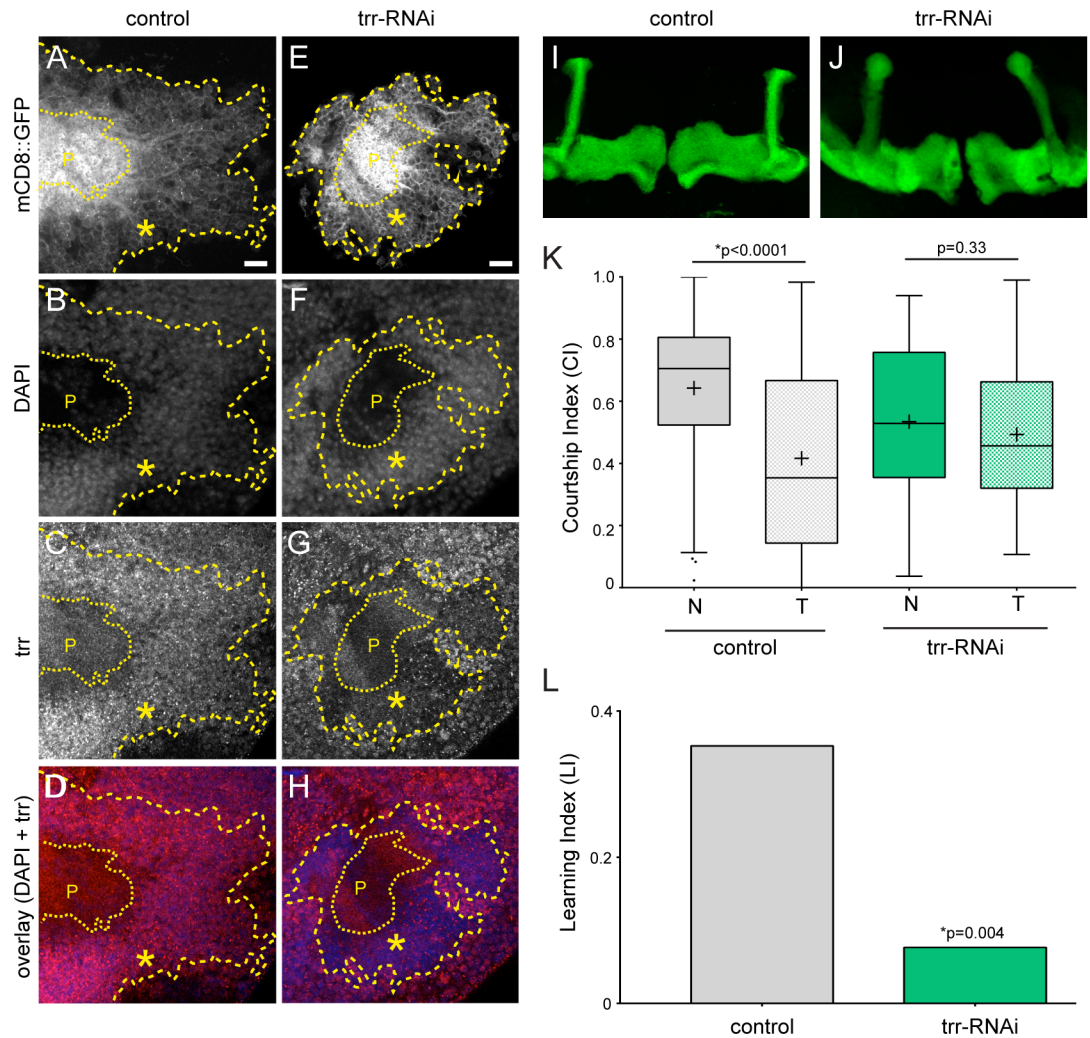 control
trr-RNAi
control
trr-RNAi
mCD8::GFP
A
P
*
E
P
*
I
J
DAPI
B
P
*
F
P
*
trr
C
P
*
G
P
*
overlay (DAPI + trr)
D
P
*
H
P
*
K
*p<0.0001
p=0.33
Courtship Index (CI)
1.0
0.8
0.6
0.4
0.2
0
N
T
N
T
control
trr-RNAi
L
Learning Index (LI)
0.4
0.2
0
*p=0.004
control
trr-RNAi